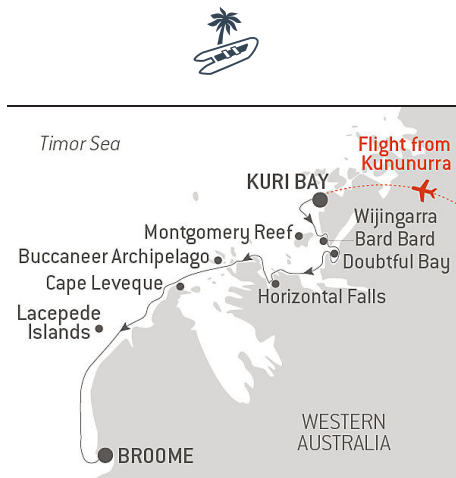 Timor Sea
Flight from
Kununurra
KURI BAY
Wijingarra
Bard Bard
Montgomery Reef
Doubtful Bay
Buccaneer Archipelago
Cape Leveque
Horizontal Falls
Lacepede
Islands
WESTERN
AUSTRALIA
BROOME